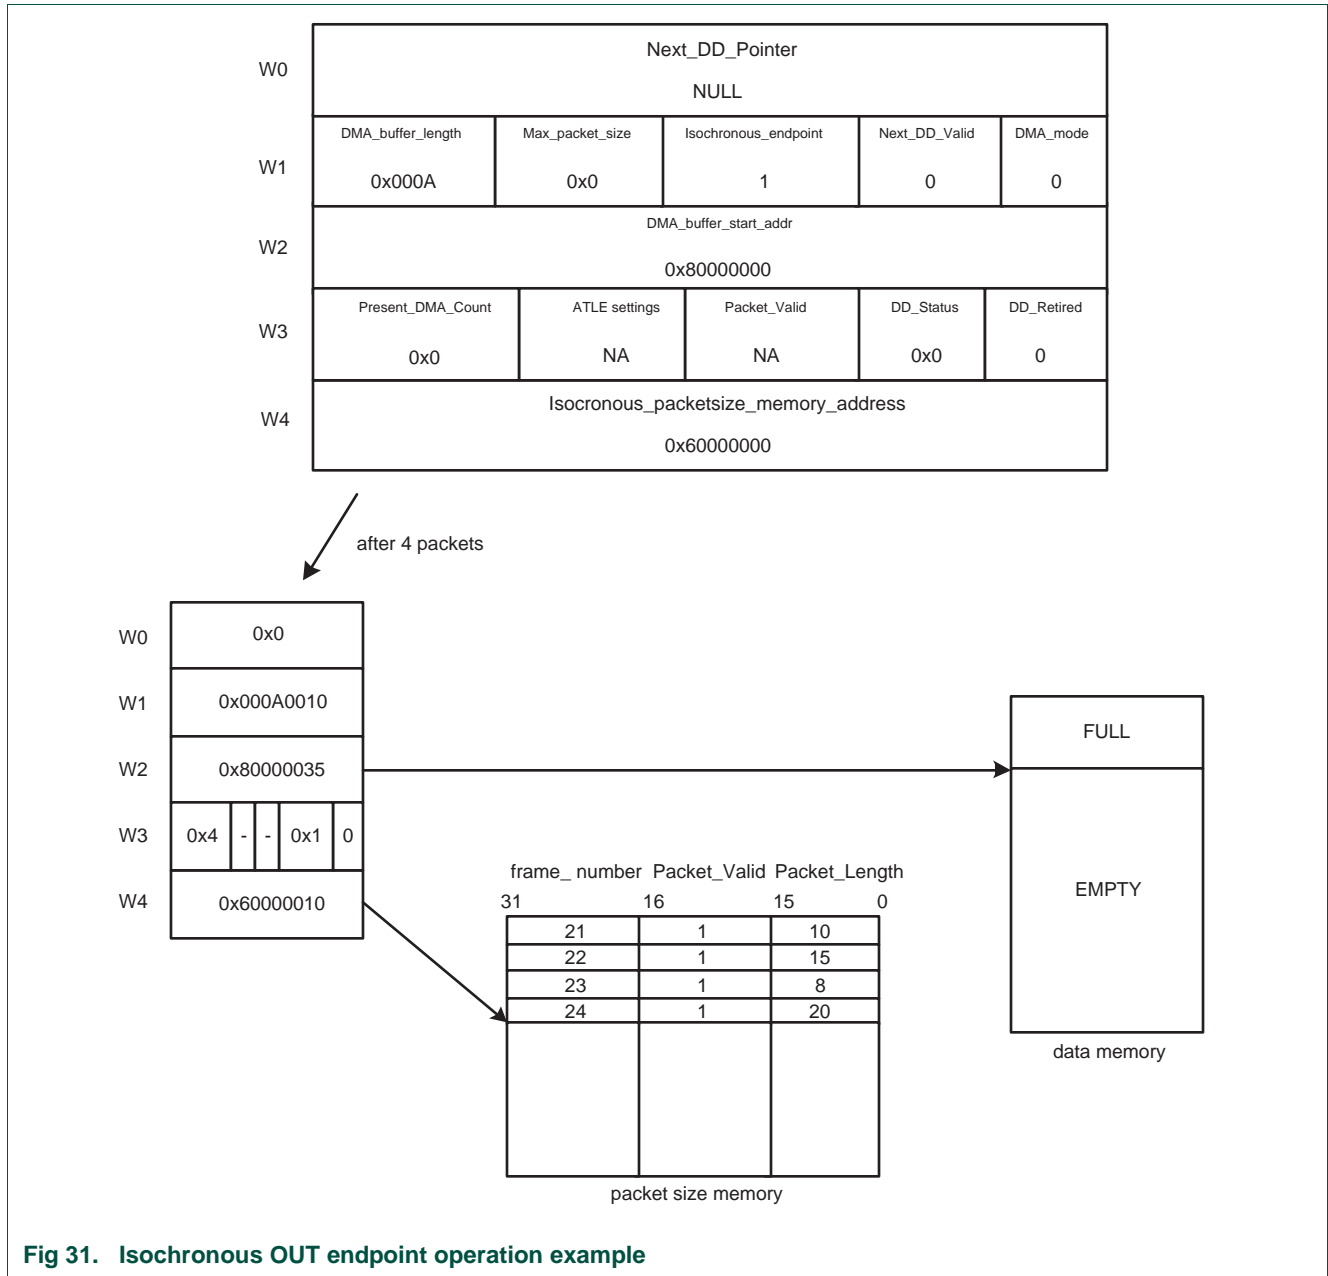 Next_DD_Pointer
W0
NULL
DMA_buffer_length Max_packet_size Isochronous_endpoint Next_DD_Valid DMA_mode
W1
0x000A 0x0 1 0 0
DMA_buffer_start_addr
W2
0x80000000
Present_DMA_Count ATLE settings Packet_Valid DD_Status DD_Retired
W3
0x0 NA NA 0x0 0
Isocronous_packetsize_memory_address
W4
0x60000000
after 4 packets
W0 0x0
W1 0x000A0010
W2 0x80000035
W3 0x4 - - 0x1 0
W4 0x60000010
FULL
EMPTY
data memory
frame_ number Packet_Valid Packet_Length
31 16 15 0
21 1 10
22 1 15
23 1 8
24 1 20
packet size memory
Fig 31. Isochronous OUT endpoint operation example